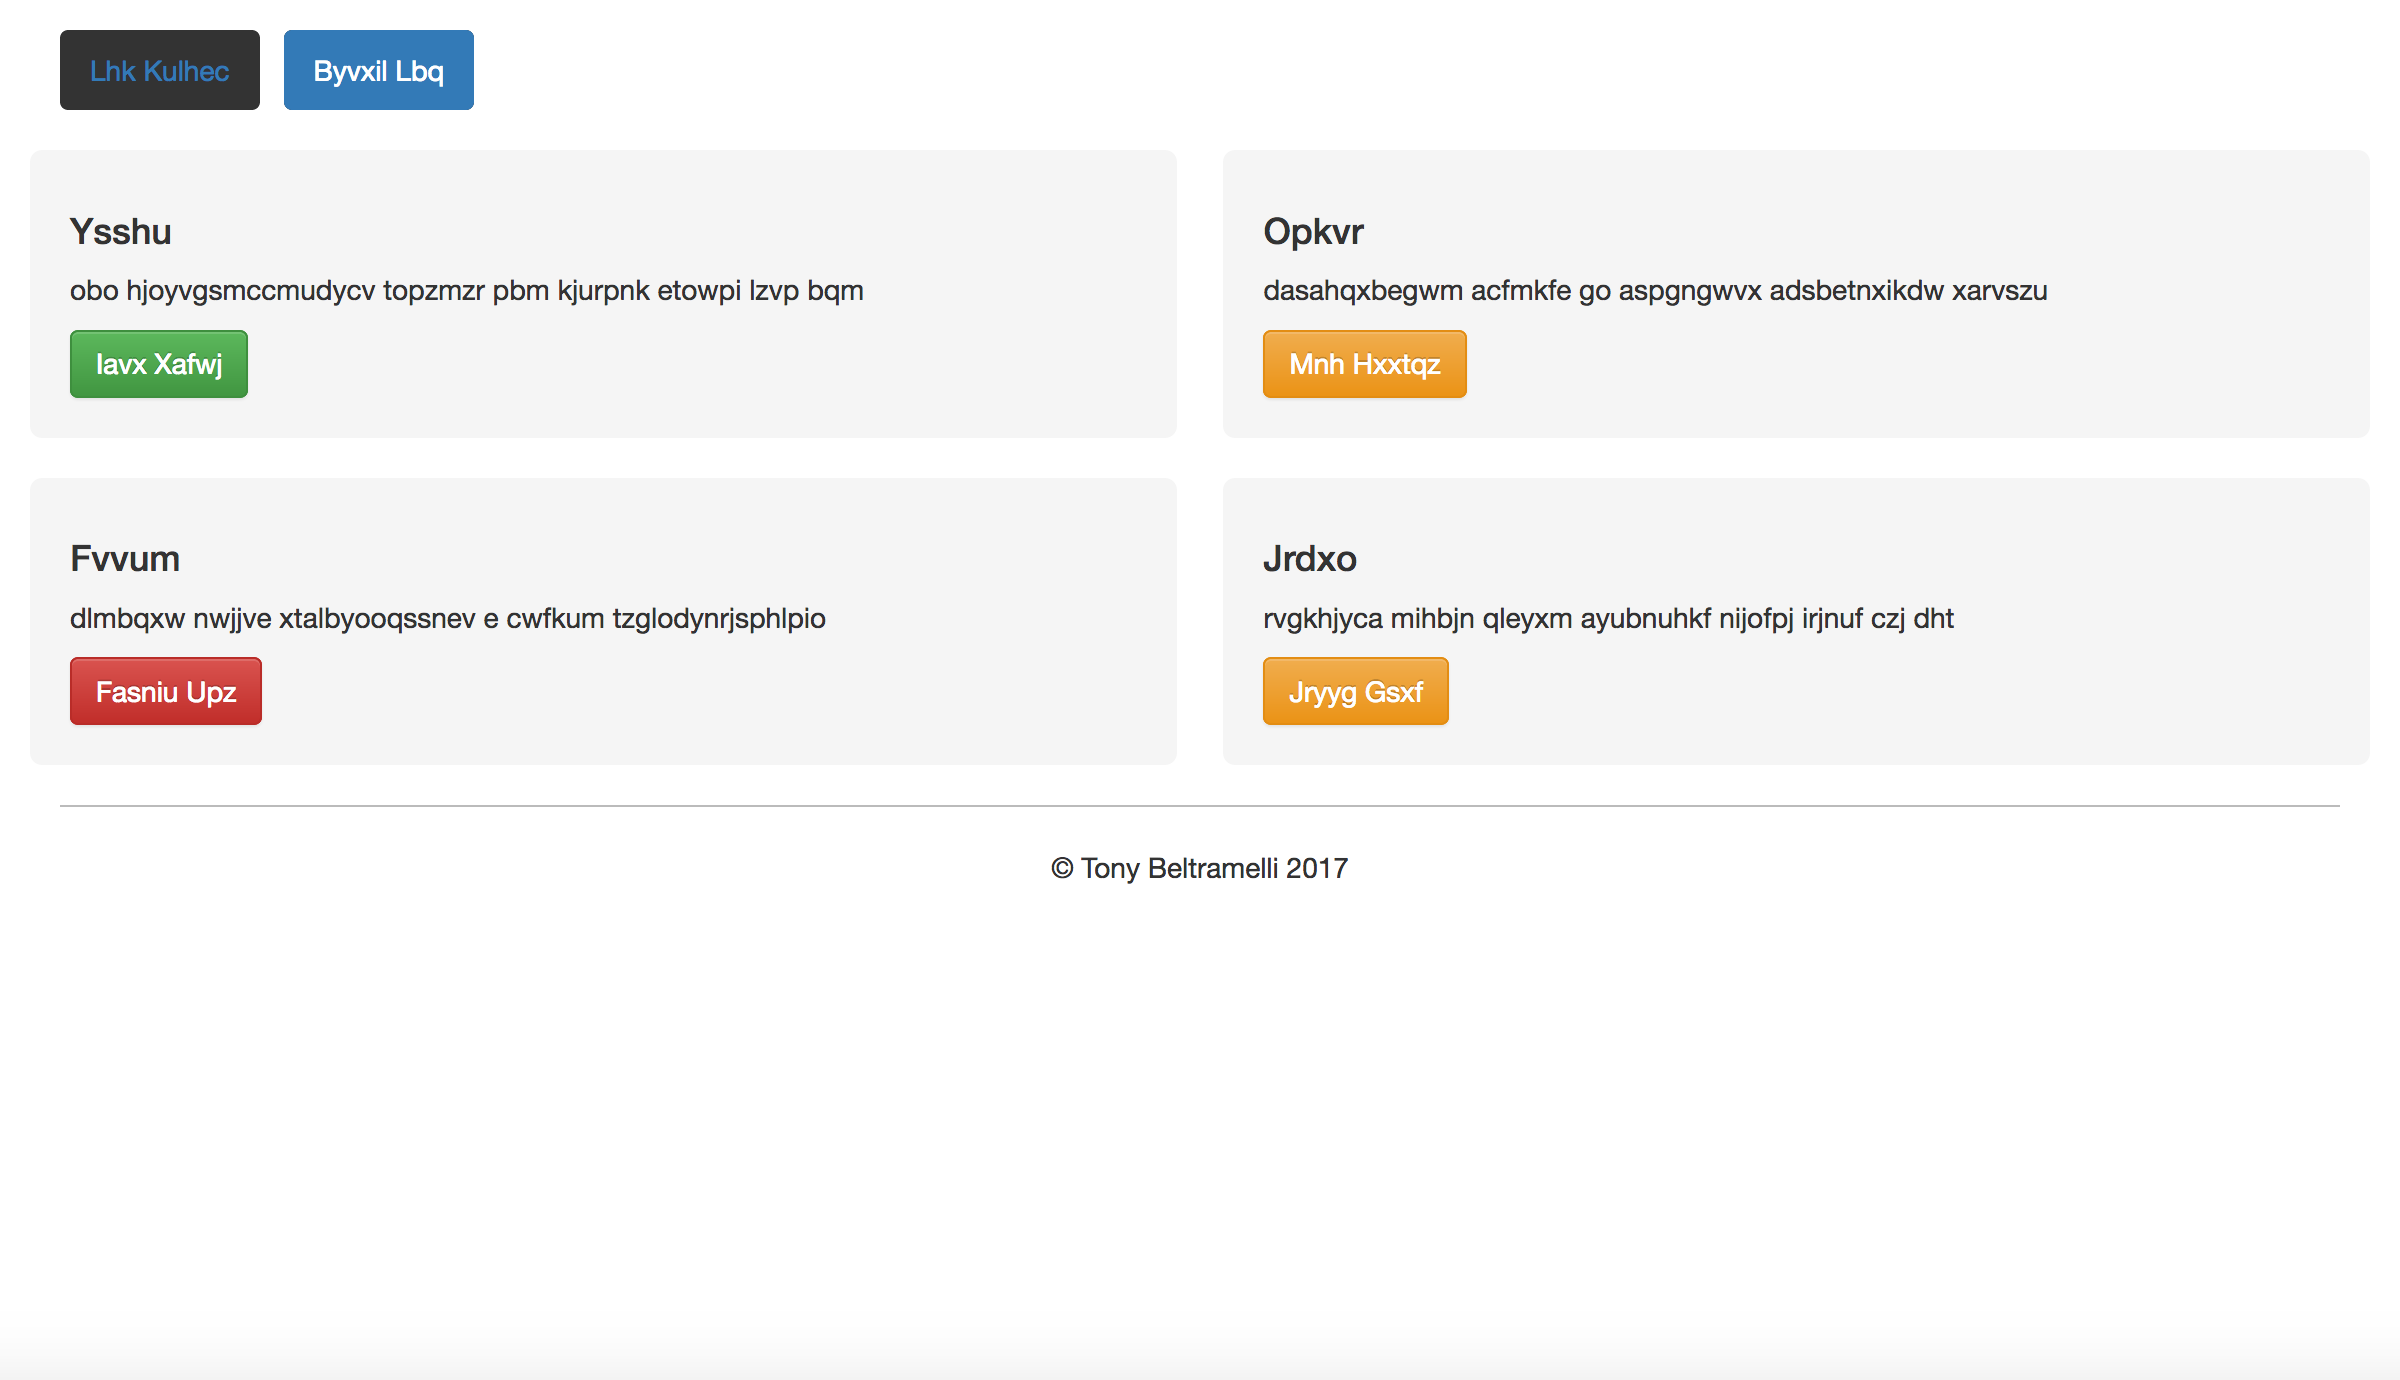 Lhk Kulhec Byvxil Lbq
Ysshu
obo hjoyvgsmccmudycv topzmzr pbm kjurpnk etowpi lzvp bqm
Iavx Xafwj
Opkvr
dasahqxbegwm acfmkfe go aspgngwvx adsbetnxikdw xarvszu
Mnh Hxxtqz
Fvvum
dlmbqxw nwjjve xtalbyooqssnev e cwfkum tzglodynrjsphlpio
Fasniu Upz
Jrdxo
rvgkhjyca mihbjn qleyxm ayubnuhkf nijofpj irjnuf czj dht
Jryyg Gsxf
© Tony Beltramelli 2017